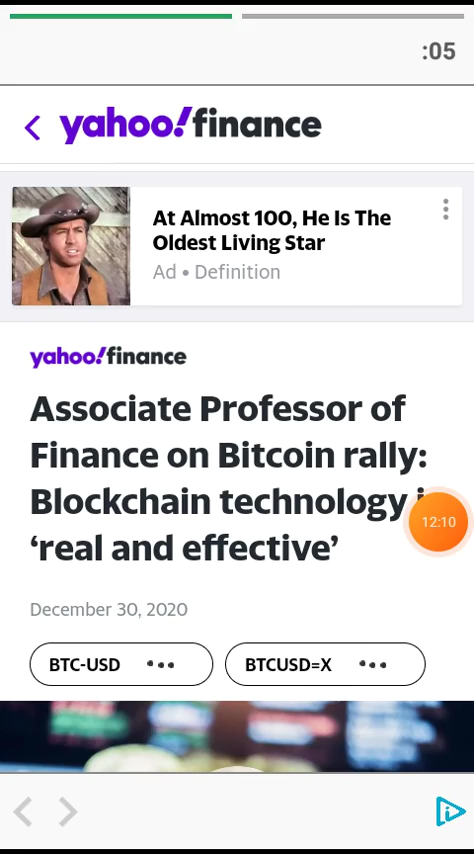 :05
yahoo!finance
At Almost 100, He Is The
Oldest Living Star
Ad • Definition
yahoo!finance
Associate Professor of
Finance on Bitcoin rally:
Blockchain technology
‘real and effective’
12:10
December 30, 2020
BTC-USD •••
BTCUSD=X •••